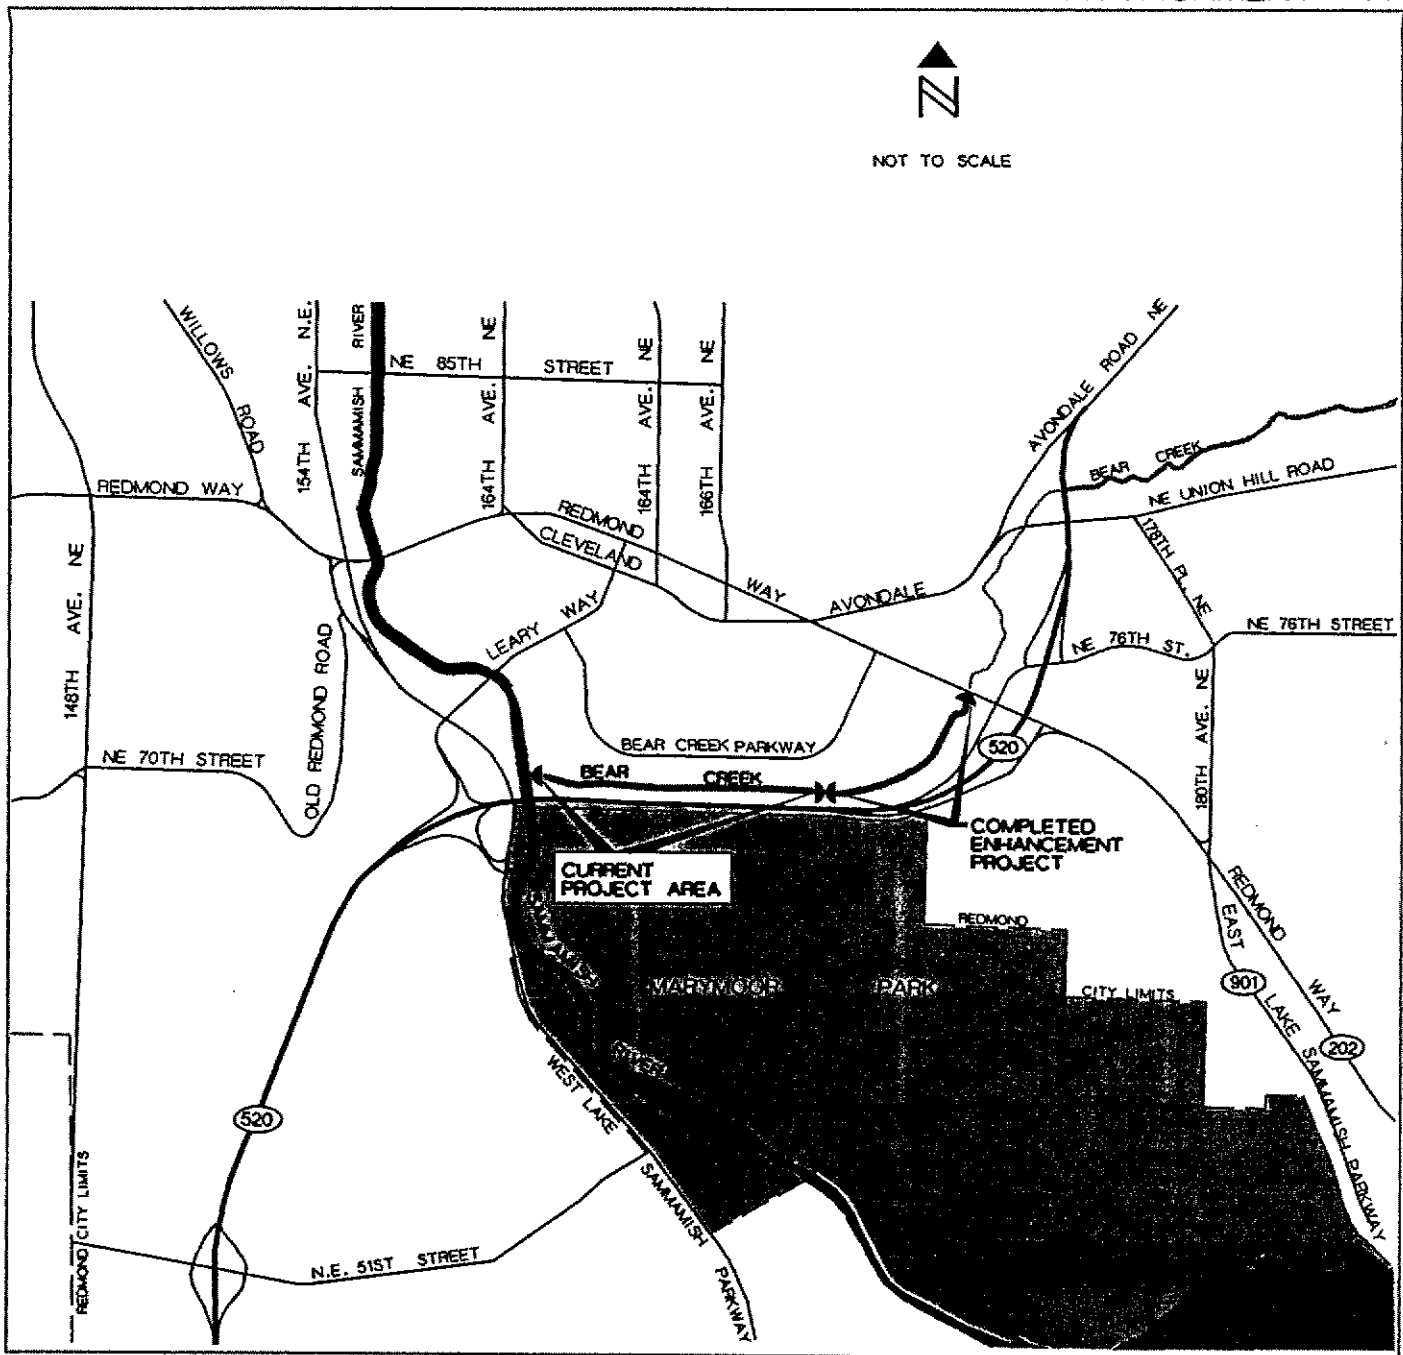 N
NOT TO SCALE
WILLOWS ROAD
154TH AVE. N.E.
SAMMAMISH RIVER
NE 85TH STREET
164TH AVE. NE
164TH AVE. NE
166TH AVE. NE
AVONDALE ROAD NE
BEAR CREEK
NE UNION HILL ROAD
REDMOND WAY
REDMOND WAY
CLEVELAND
AVONDALE
178TH PL. NE
148TH AVE. NE
OLD REDMOND ROAD
LEARY WAY
NE 76TH ST.
NE 76TH STREET
180TH AVE. NE
NE 70TH STREET
BEAR CREEK PARKWAY
520
BEAR CREEK
COMPLETED
ENHANCEMENT
PROJECT
CURRENT
PROJECT AREA
REDMOND
CITY LIMITS
MARYMOOR PARK
RIVER
REDMOND WAY
901
202
EAST LAKE SAMMAMISH PARKWAY
WEST LAKE SAMMAMISH PARKWAY
520
REDMOND CITY LIMITS
N.E. 51ST STREET